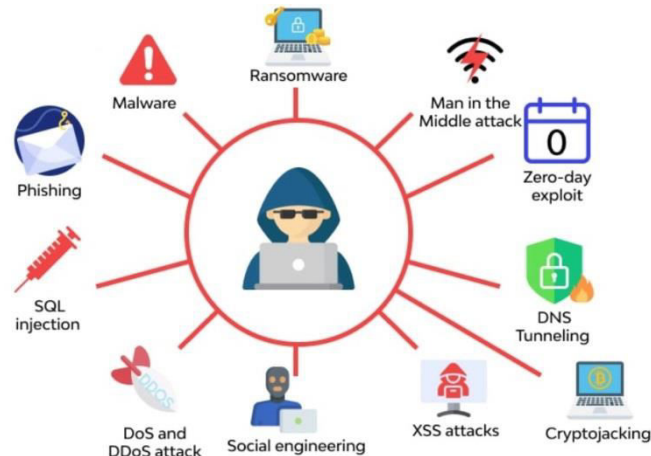 Ransomware
Malware
Man in the
Middle attack
0
Zero-day
exploit
Phishing
SQL
injection
DNS
Tunneling
DDOS
DoS and
DDoS attack
Social engineering
XSS attacks
Cryptojacking